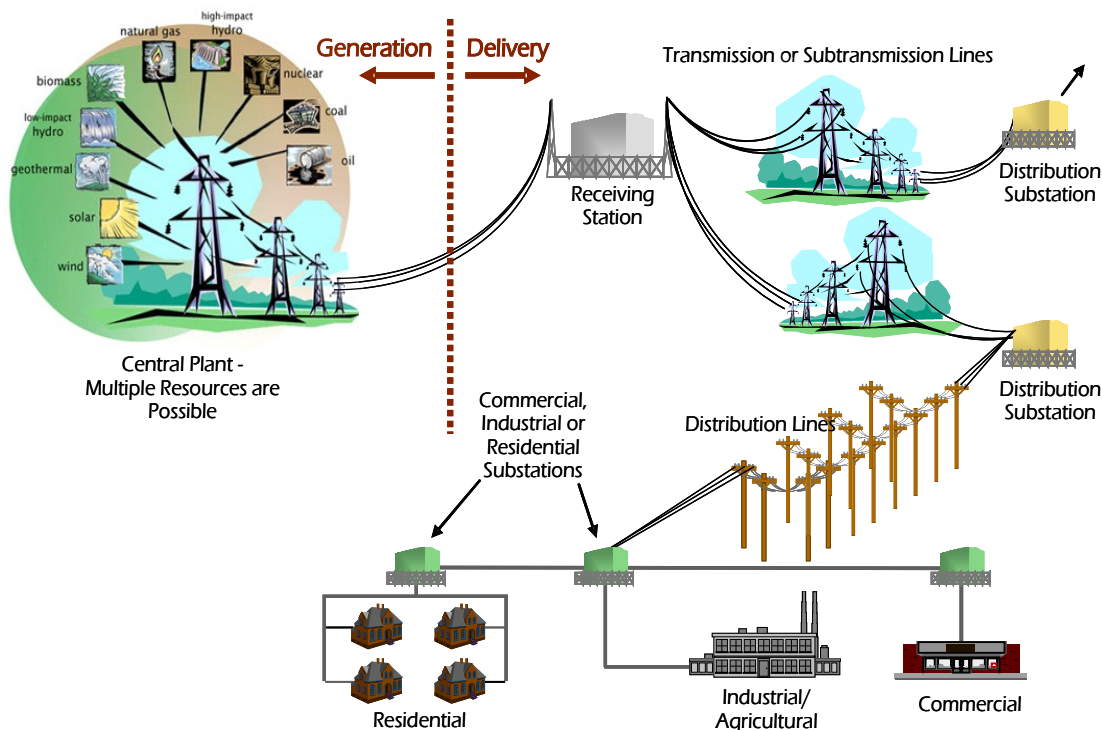 high-impact
hydro
natural gas
nuclear
biomass
coal
low-impact
hydro
oil
geothermal
solar
wind
Central Plant -
Multiple Resources are
Possible
Generation
Delivery
Receiving
Station
Transmission or Subtransmission Lines
Distribution
Substation
Distribution
Substation
Distribution Lines
Commercial,
Industrial or
Residential
Substations
Residential
Industrial/
Agricultural
Commercial